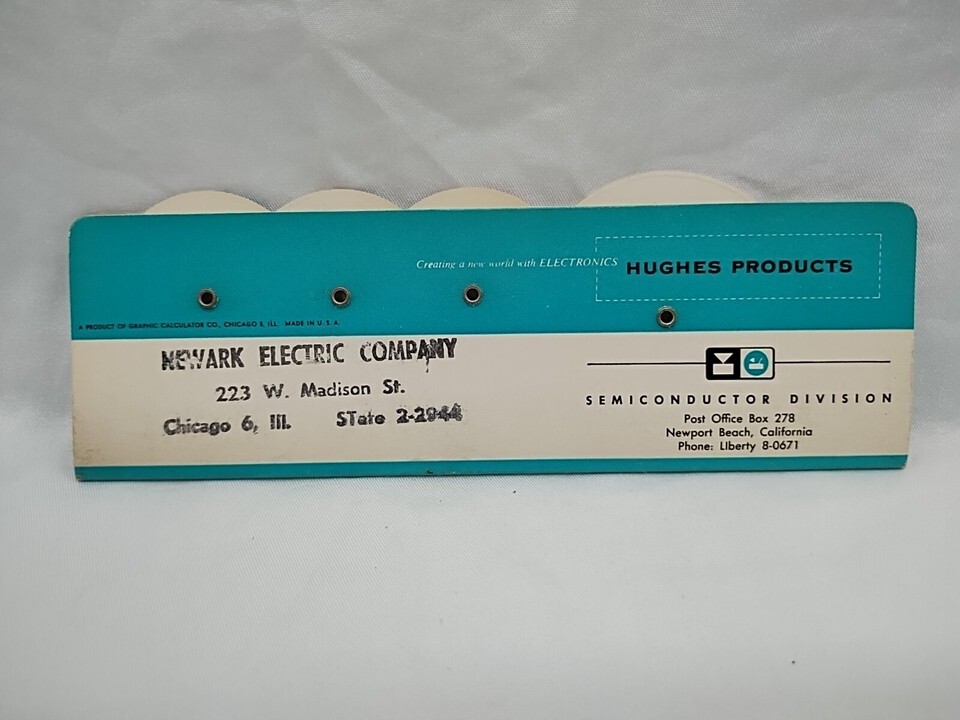 Creating a new world with ELECTRONICS
HUGHES PRODUCTS
A PRODUCT OF GRAPHIC CALCULATOR CO., CHICAGO 5, ILL. MADE IN U. S. A.
NEWARK ELECTRIC COMPANY
223 W. Madison St.
Chicago 6, Ill. STate 2-2944
SEMICONDUCTOR DIVISION
Post Office Box 278
Newport Beach, California
Phone: LIberty 8-0671